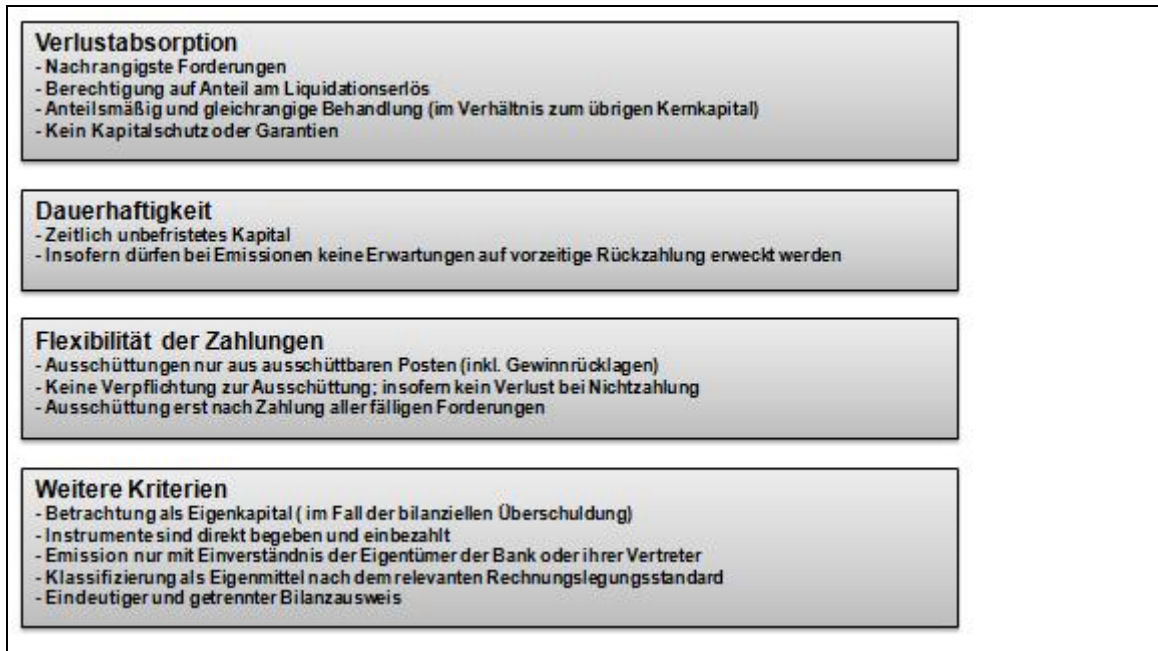 Verlustabsorption
- Nachrangigste Forderungen
- Berechtigung auf Anteil am Liquidationserlös
- Anteilsmäßig und gleichrangige Behandlung (im Verhältnis zum übrigen Kernkapital)
- Kein Kapitalschutz oder Garantien
Dauerhaftigkeit
- Zeitlich unbefristetes Kapital
- Insofern dürfen bei Emissionen keine Erwartungen auf vorzeitige Rückzahlung erweckt werden
Flexibilität der Zahlungen
- Ausschüttungen nur aus ausschüttbaren Posten (inkl. Gewinnrücklagen)
- Keine Verpflichtung zur Ausschüttung; insofern kein Verlust bei Nichtzahlung
- Ausschüttung erst nach Zahlung aller fälligen Forderungen
Weitere Kriterien
- Betrachtung als Eigenkapital ( im Fall der bilanziellen Überschuldung)
- Instrumente sind direkt begeben und einbezahlt
- Emission nur mit Einverständnis der Eigentümer der Bank oder ihrer Vertreter
- Klassifizierung als Eigenmittel nach dem relevanten Rechnungslegungsstandard
- Eindeutiger und getrennter Bilanzausweis